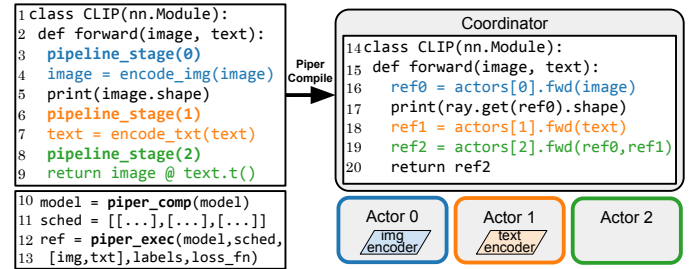 1 class CLIP(nn.Module):
2 def forward(image, text):
3 pipeline_stage(0)
4 image = encode_img(image)
5 print(image.shape)
6 pipeline_stage(1)
7 text = encode_txt(text)
8 pipeline_stage(2)
9 return image @ text.t()
10 model = piper_comp(model)
11 sched = [[...],[...],[...]]
12 ref = piper_exec(model,sched,
13 [img,txt],labels,loss_fn)
Piper
Compile
Coordinator
14 class CLIP(nn.Module):
15 def forward(image, text):
16 ref0 = actors[0].fwd(image)
17 print(ray.get(ref0).shape)
18 ref1 = actors[1].fwd(text)
19 ref2 = actors[2].fwd(ref0,ref1)
20 return ref2
Actor 0
img
encoder
Actor 1
text
encoder
Actor 2